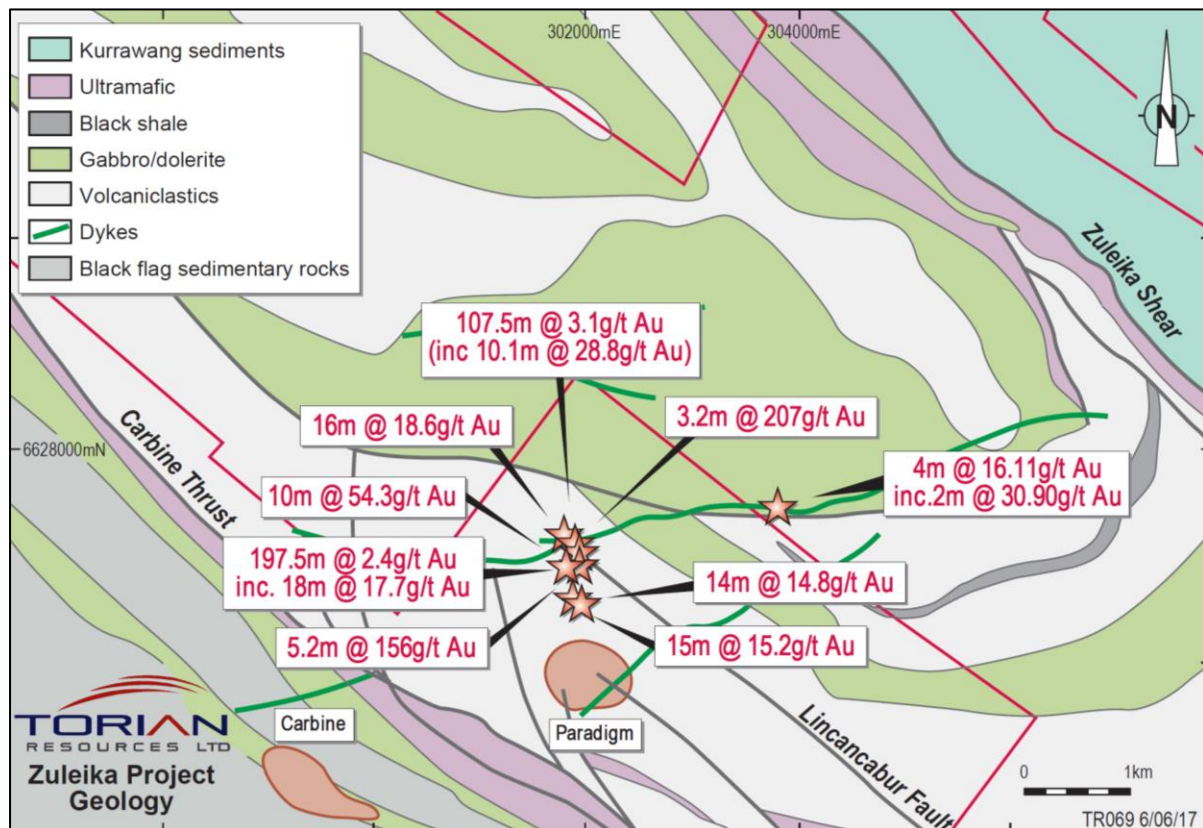 302000mE
304000mE
Kurrawang sediments
Ultramafic
Black shale
Gabbro/dolerite
Volcaniclastics
Dykes
Black flag sedimentary rocks
N
Zuleika Shear
107.5m @ 3.1g/t Au
(inc 10.1m @ 28.8g/t Au)
16m @ 18.6g/t Au
3.2m @ 207g/t Au
6628000mN
Carbine Thrust
10m @ 54.3g/t Au
4m @ 16.11g/t Au
inc.2m @ 30.90g/t Au
197.5m @ 2.4g/t Au
inc. 18m @ 17.7g/t Au
14m @ 14.8g/t Au
5.2m @ 156g/t Au
15m @ 15.2g/t Au
Lincancabur Fault
Carbine
Paradigm
TORIAN
RESOURCES LTD
Zuleika Project
Geology
0 1km
TR069 6/06/17